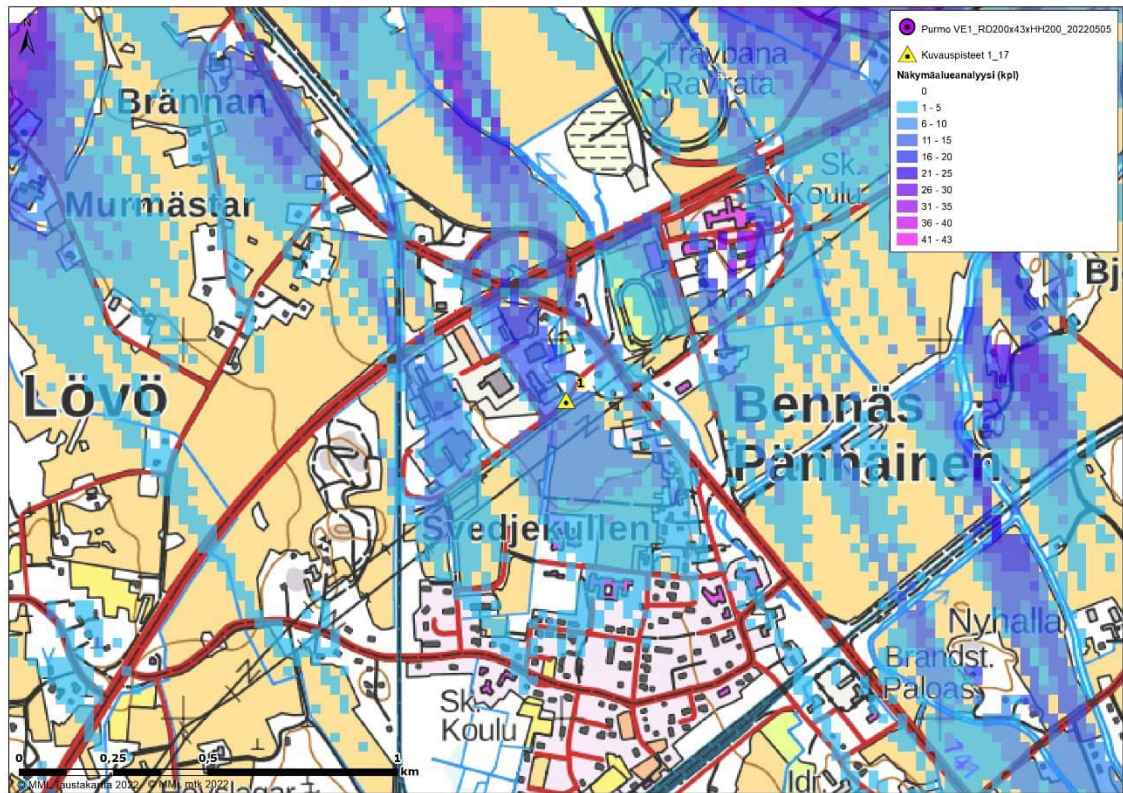 N
Purmo VE1_RD200x43xHH200_20220505
Kuvauspisteet 1_17
Näkymäalueanalyysi (kpl)
0
1 - 5
6 - 10
11 - 15
16 - 20
21 - 25
26 - 30
31 - 35
36 - 40
41 - 43
Travbana
Ravirata
Brännan
Sk.
Koulu
Murmästar
Lövö
1
Bennäs
Pännäinen
Svedjekullen
Nyhalla
Brandst.
Paloas
Sk.
Koulu
0 0,25 0,5 1
km
© MML taustakartta 2022, © MML mtk 2022
Idr